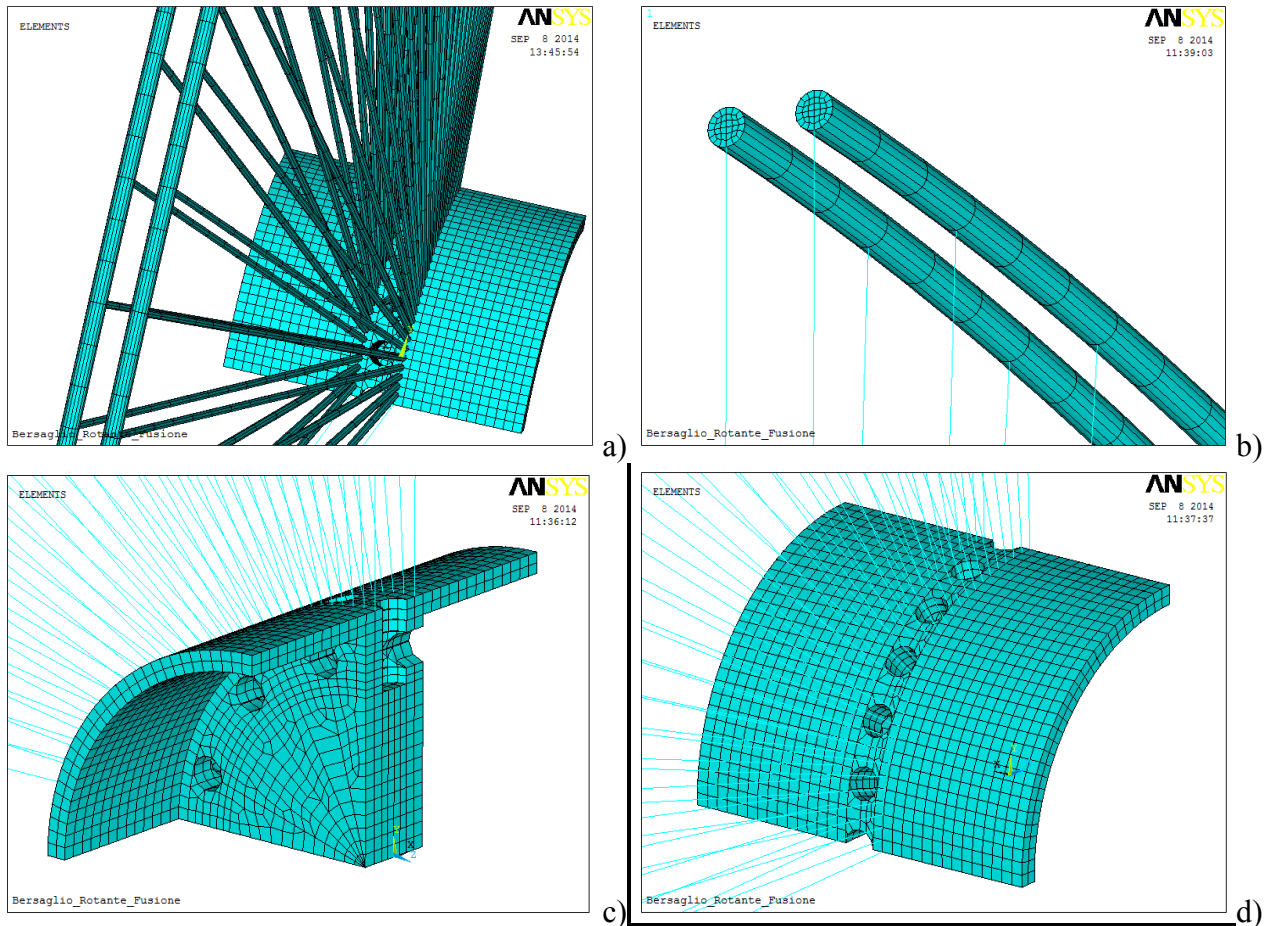 ELEMENTS
ANSYS
SEP 8 2014
13:45:54
Bersaglio_Rotante_Fusione
a)
1
ELEMENTS
ANSYS
SEP 8 2014
11:39:03
Bersaglio_Rotante_Fusione
b)
ELEMENTS
ANSYS
SEP 8 2014
11:36:12
Y
X
Z
Bersaglio_Rotante_Fusione
c)
ELEMENTS
ANSYS
SEP 8 2014
11:37:37
X
Bersaglio_Rotante_Fusione
d)